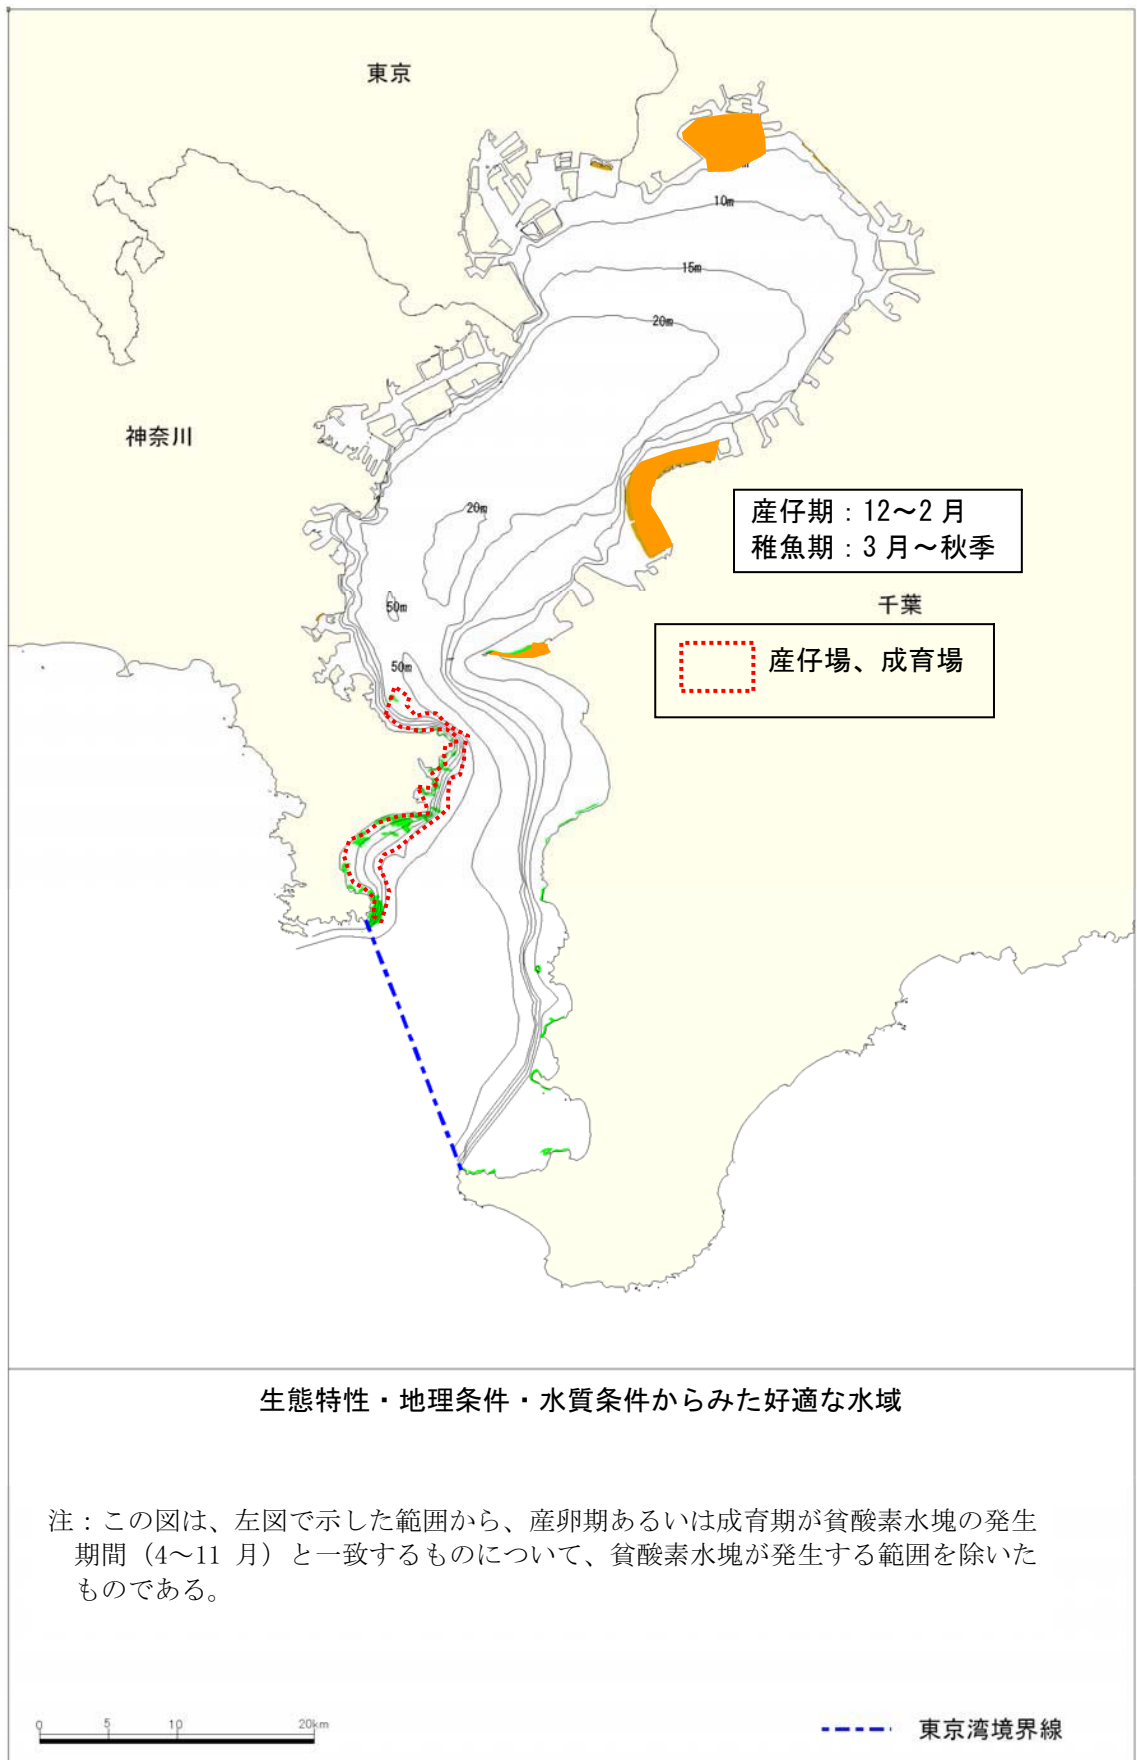 東京
10m
15m
20m
神奈川
20m
産仔期：12～2 月
稚魚期：3 月～秋季
千葉
50m
産仔場、成育場
50m
生態特性・地理条件・水質条件からみた好適な水域
注：この図は、左図で示した範囲から、産卵期あるいは成育期が貧酸素水塊の発生
期間（4～11 月）と一致するものについて、貧酸素水塊が発生する範囲を除いた
ものである。
0 5 10 20km
東京湾境界線